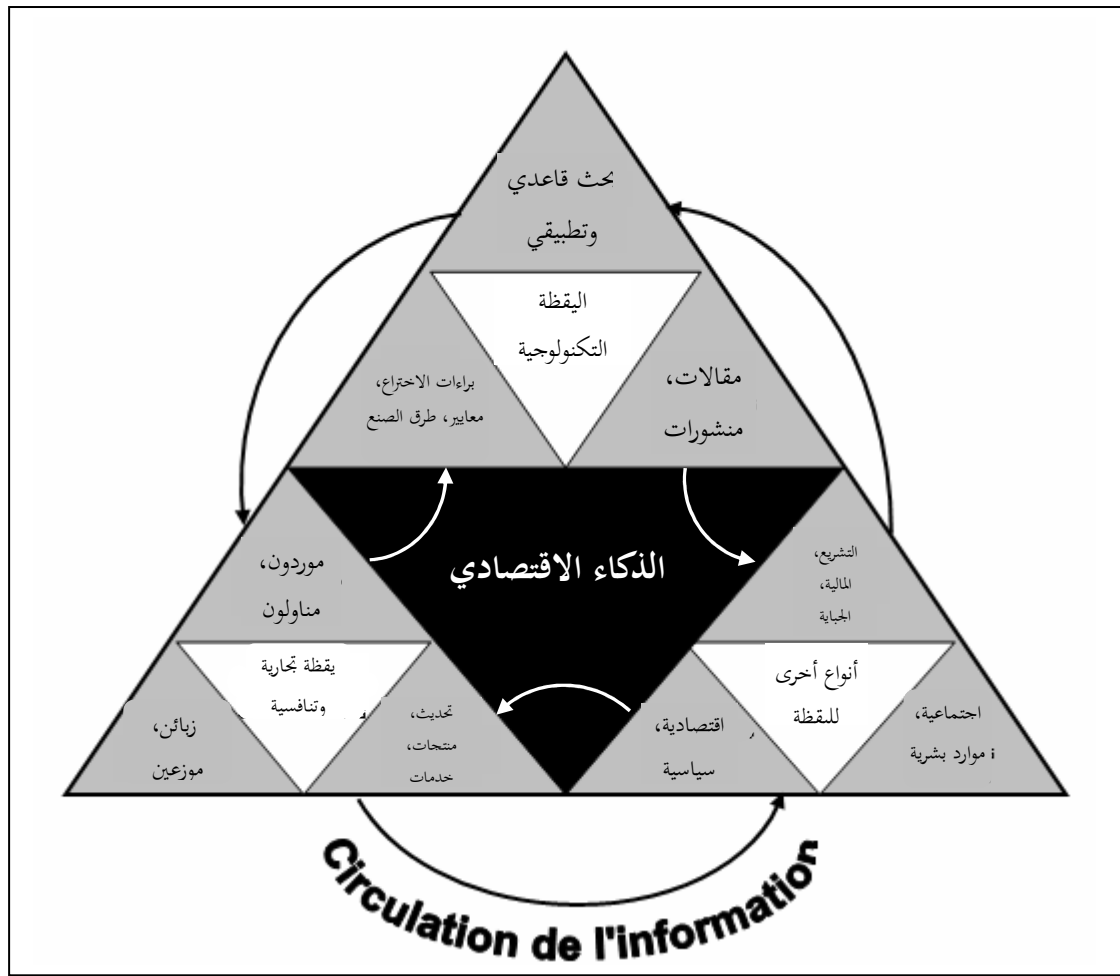 بحث قاعدي
وتطبيقي
اليقظة
التكنولوجية
براءات الاختراع،
معايير، طرق الصنع
مقالات،
منشورات
الذكاء الاقتصادي
موردون،
مناولون
يقظة تجارية
وتنافسية
زبائن،
موزعين
تحديث،
منتجات،
خدمات
التشريع،
المالية،
الجباية
أنواع أخرى
لليقظة
اقتصادية،
سياسية
اجتماعية،
موارد بشرية
Circulation de l'information